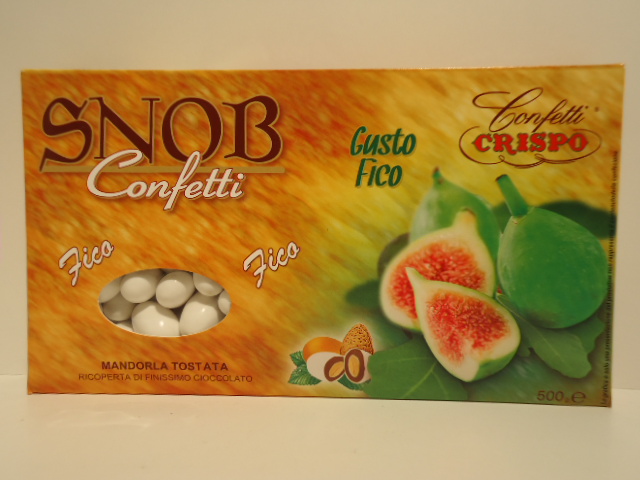 SNOB
Confetti
Gusto
Fico
Confetti
CRISPO
Fico
Fico
MANDORLA TOSTATA
RICOPERTA DI FINISSIMO CIOCCOLATO
500g e